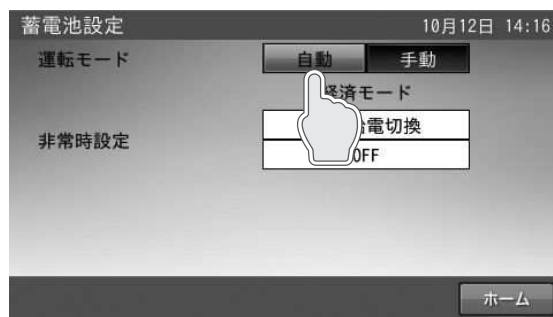 蓄電池設定 10月12日 14:16
運転モード 自動 手動
経済モード
非常時設定 給電切換
OFF
ホーム